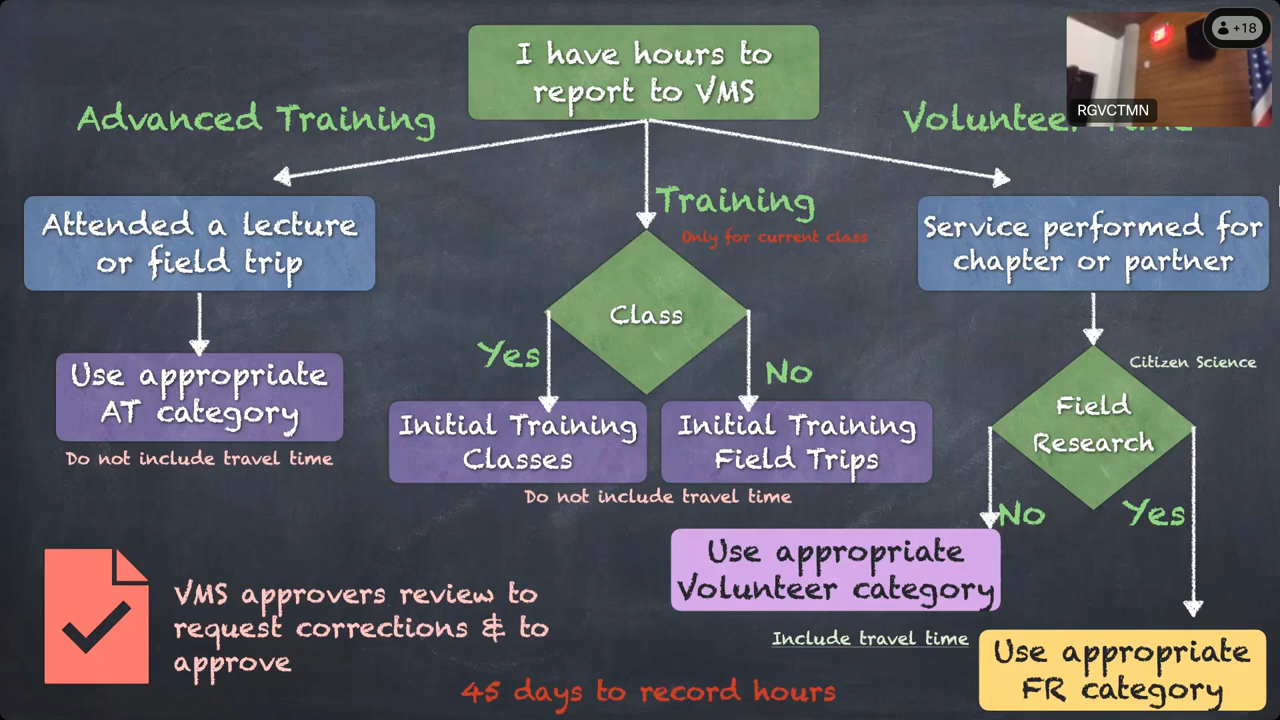 I have hours to
report to VMS
+18
RGVCTMN
Advanced Training
Volunteer Time
Attended a lecture
or field trip
Training
Only for current class
Service performed for
chapter or partner
Class
Yes
No
Citizen Science
Use appropriate
AT category
Do not include travel time
Initial Training
Classes
Initial Training
Field Trips
Do not include travel time
Field
Research
No
Yes
Use appropriate
Volunteer category
Include travel time
Use appropriate
FR category
VMS approvers review to
request corrections & to
approve
45 days to record hours